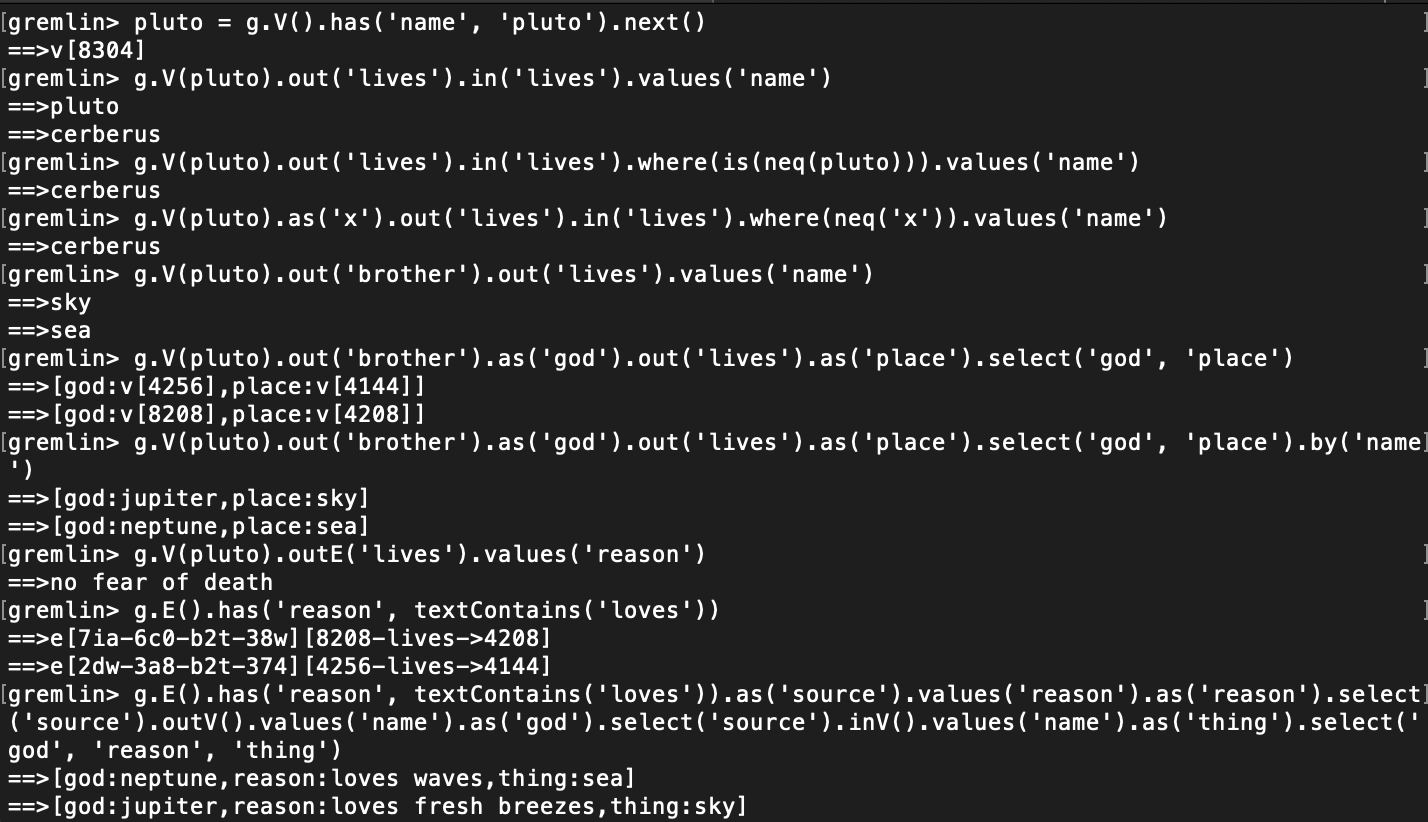 [gremlin> pluto = g.V().has('name', 'pluto').next() ]
==>v[8304]
[gremlin> g.V(pluto).out('lives').in('lives').values('name') ]
==>pluto
==>cerberus
[gremlin> g.V(pluto).out('lives').in('lives').where(is(neq(pluto))).values('name') ]
==>cerberus
[gremlin> g.V(pluto).as('x').out('lives').in('lives').where(neq('x')).values('name') ]
==>cerberus
[gremlin> g.V(pluto).out('brother').out('lives').values('name') ]
==>sky
==>sea
[gremlin> g.V(pluto).out('brother').as('god').out('lives').as('place').select('god', 'place') ]
==>[god:v[4256],place:v[4144]]
==>[god:v[8208],place:v[4208]]
[gremlin> g.V(pluto).out('brother').as('god').out('lives').as('place').select('god', 'place').by('name]
')
==>[god:jupiter,place:sky]
==>[god:neptune,place:sea]
[gremlin> g.V(pluto).outE('lives').values('reason') ]
==>no fear of death
[gremlin> g.E().has('reason', textContains('loves')) ]
==>e[7ia-6c0-b2t-38w][8208-lives->4208]
==>e[2dw-3a8-b2t-374][4256-lives->4144]
[gremlin> g.E().has('reason', textContains('loves')).as('source').values('reason').as('reason').select]
('source').outV().values('name').as('god').select('source').inV().values('name').as('thing').select('
god', 'reason', 'thing')
==>[god:neptune,reason:loves waves,thing:sea]
==>[god:jupiter,reason:loves fresh breezes,thing:sky]